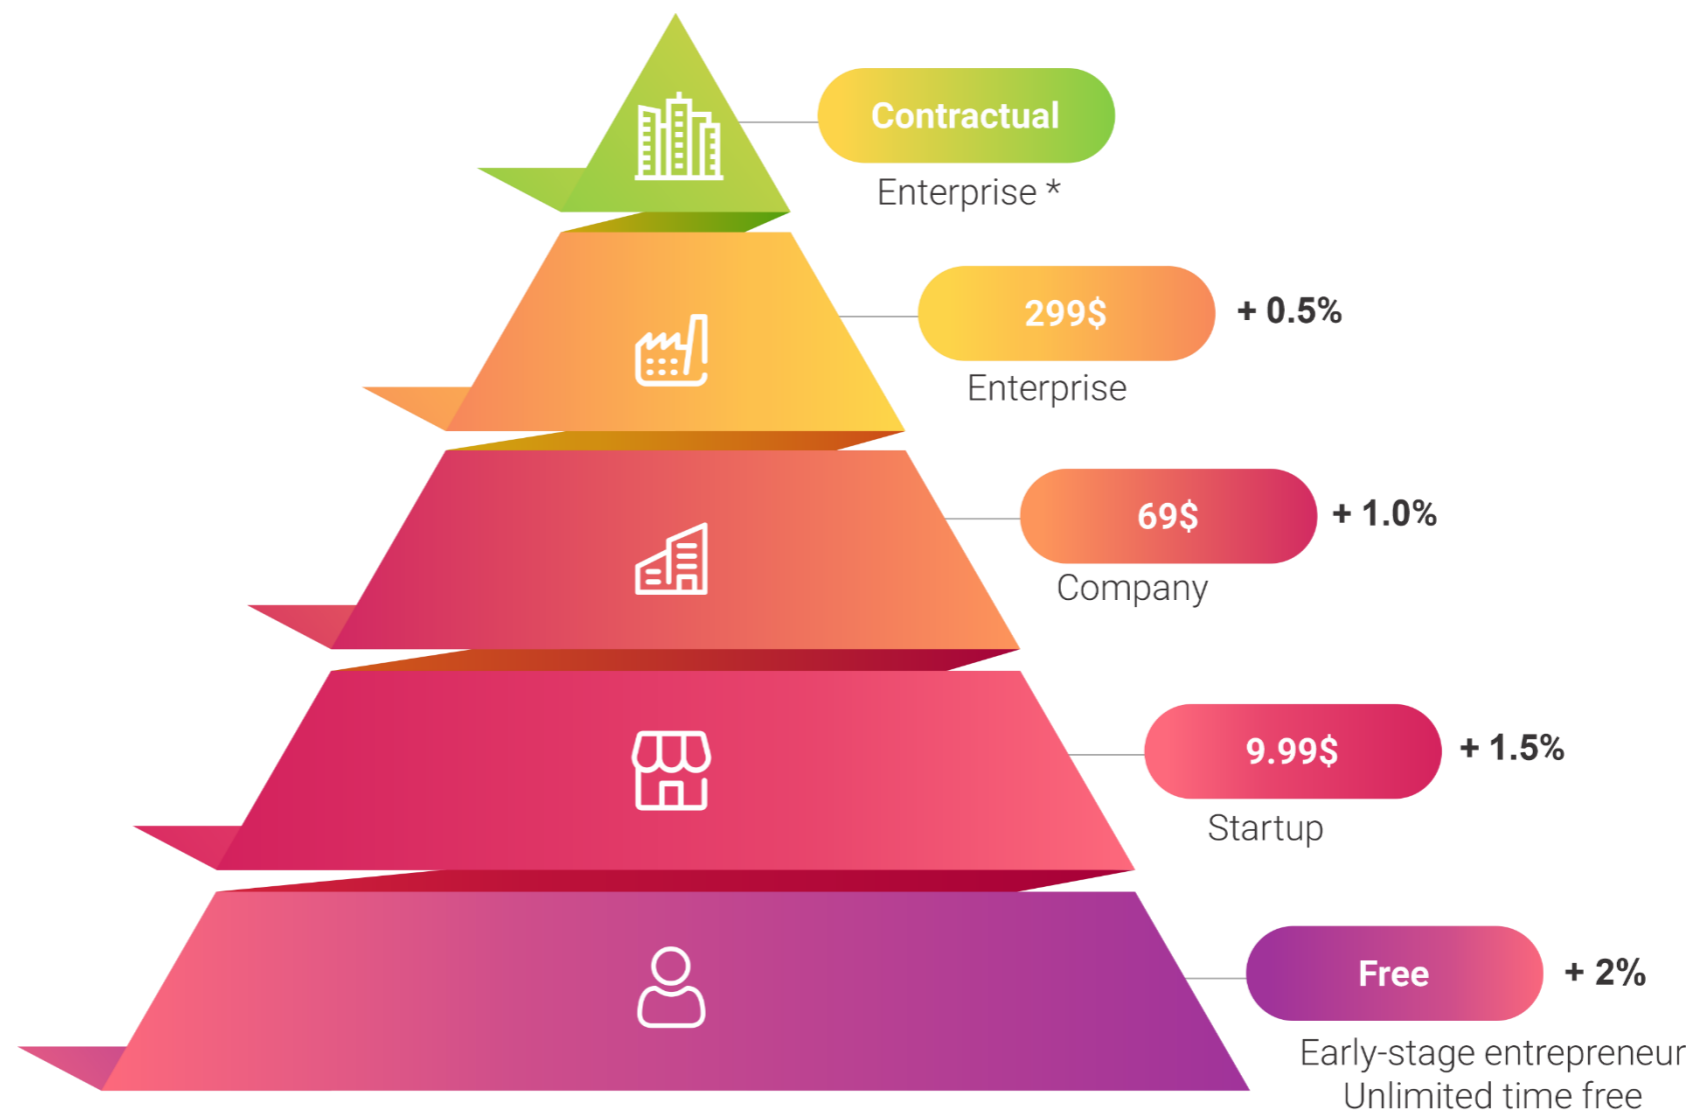 Contractual
Enterprise *
299$ + 0.5%
Enterprise
69$ + 1.0%
Company
9.99$ + 1.5%
Startup
Free + 2%
Early-stage entrepreneur
Unlimited time free